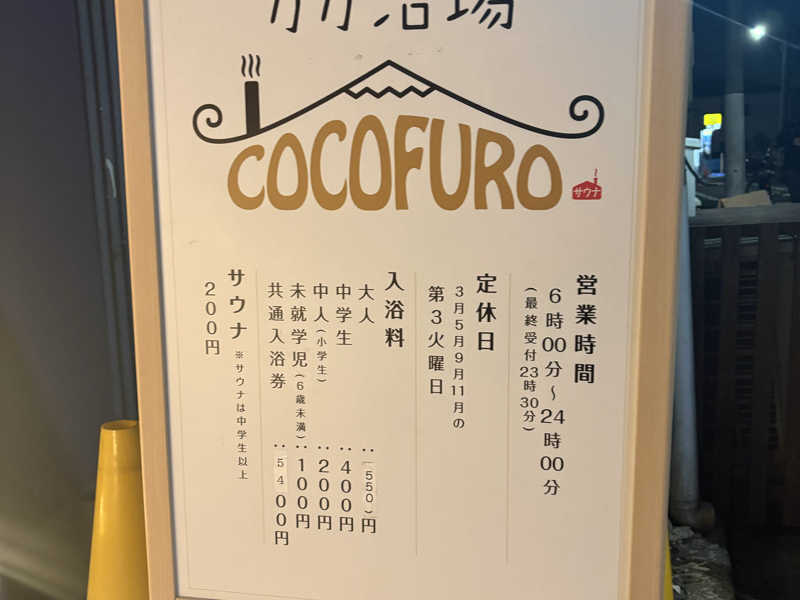 COCOFURO
サウナ
営業時間
6時00分～24時00分
(最終受付23時30分)
定休日
3月5月9月11月の
第3火曜日
入浴料
大人 : 550円
中学生 : 400円
中人(小学生) : 200円
未就学児(6歳未満) : 100円
共通入浴券 : 5400円
サウナ ※サウナは中学生以上
200円